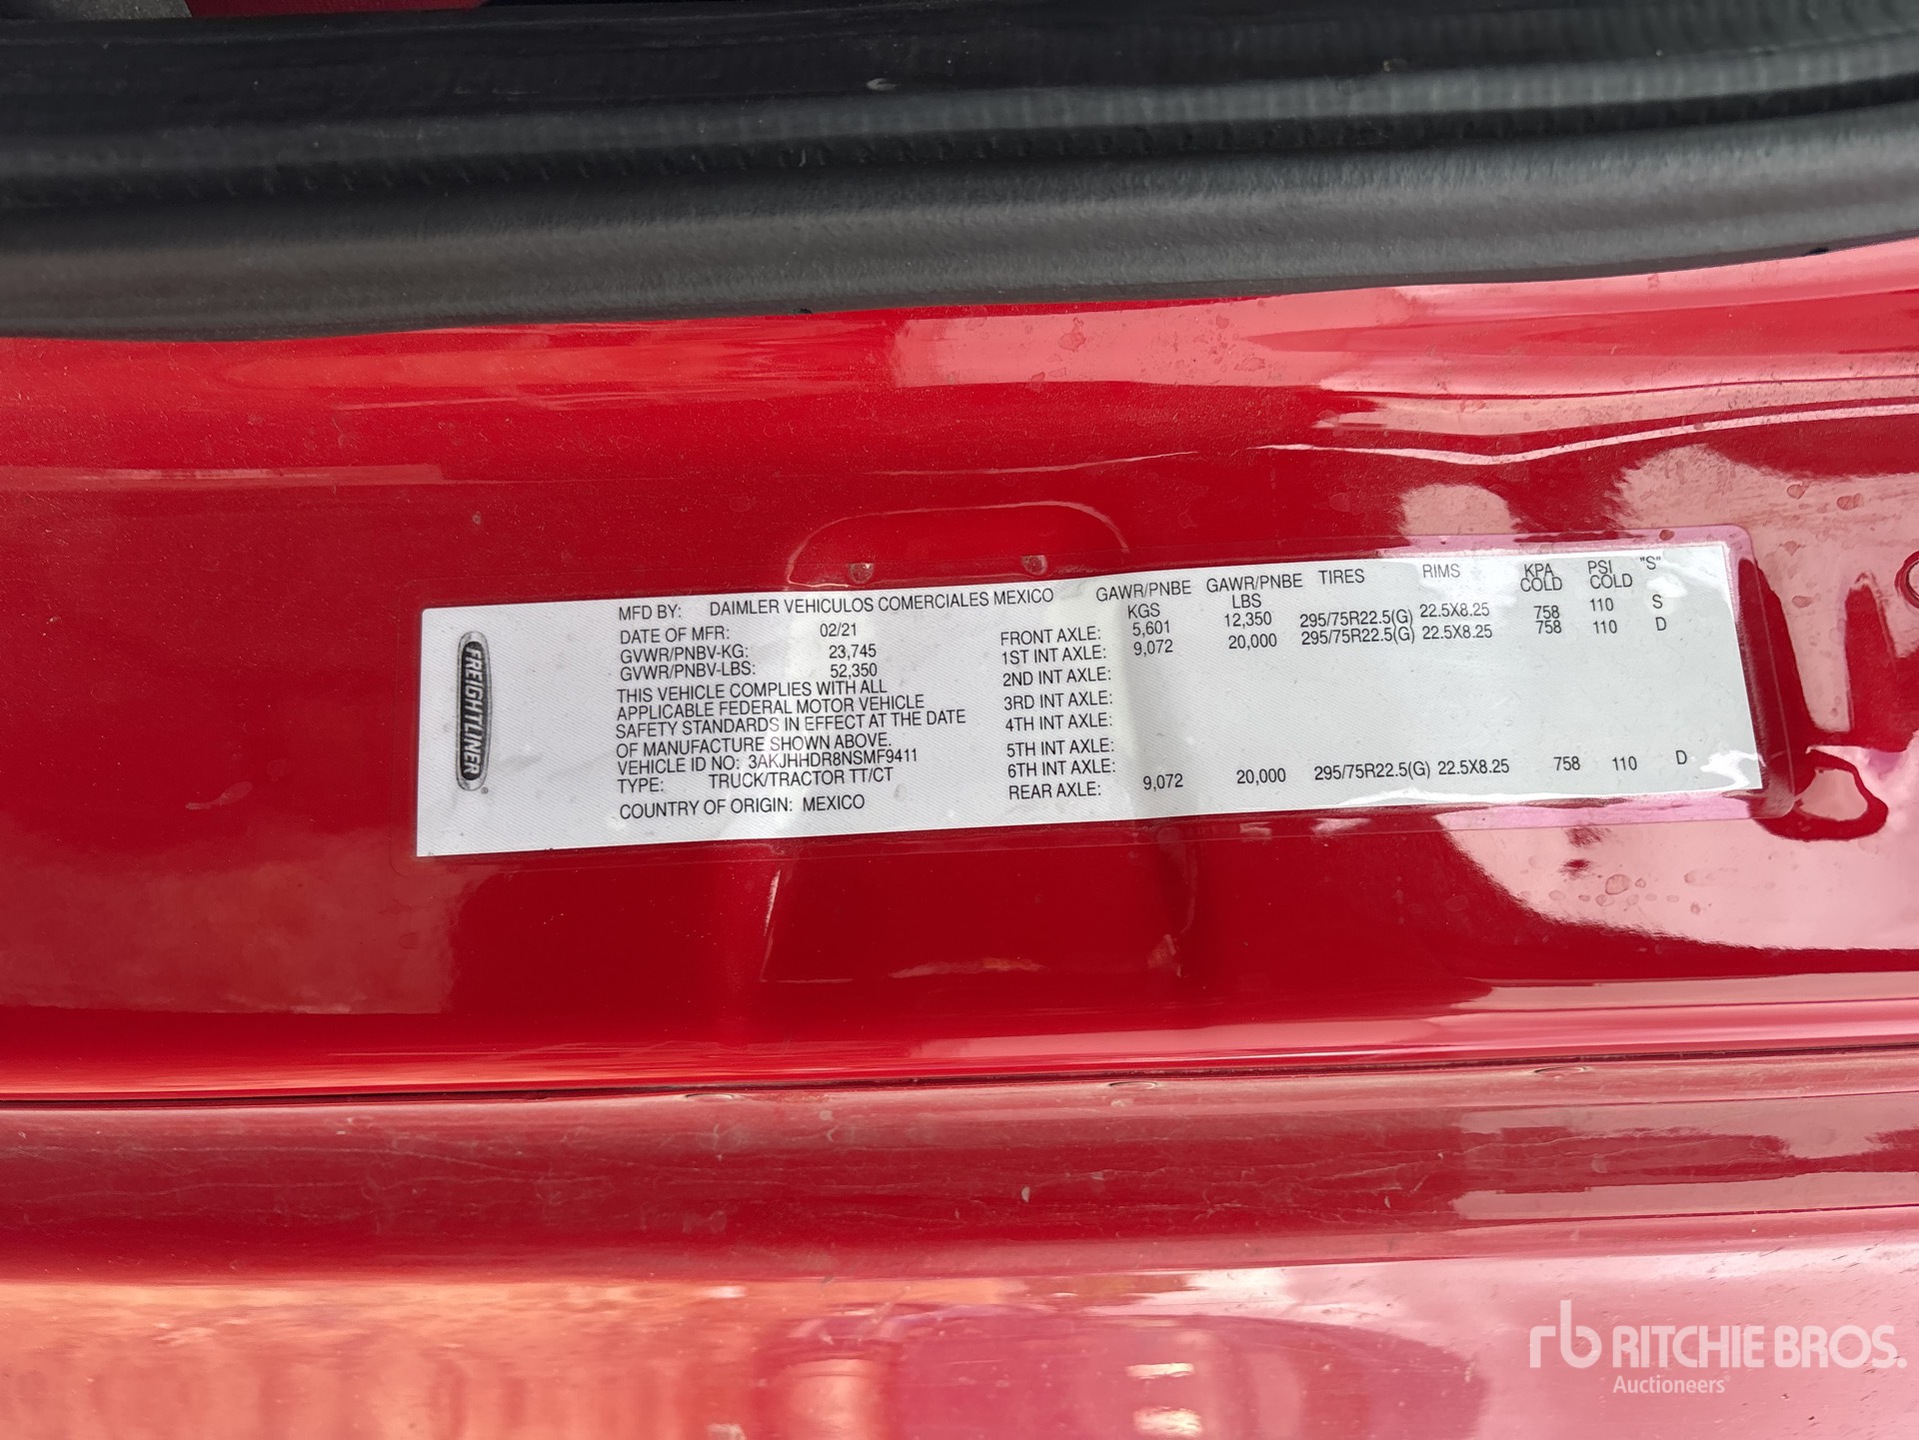 FREIGHTLINER
MFD BY: DAIMLER VEHICULOS COMERCIALES MEXICO
DATE OF MFR: 02/21
GVWR/PNBV-KG: 23,745
GVWR/PNBV-LBS: 52,350
THIS VEHICLE COMPLIES WITH ALL
APPLICABLE FEDERAL MOTOR VEHICLE
SAFETY STANDARDS IN EFFECT AT THE DATE
OF MANUFACTURE SHOWN ABOVE.
VEHICLE ID NO: 3AKJHHDR8NSMF9411
TYPE: TRUCK/TRACTOR TT/CT
COUNTRY OF ORIGIN: MEXICO
GAWR/PNBE KGS GAWR/PNBE LBS TIRES RIMS KPA COLD PSI COLD "S"
FRONT AXLE: 5,601 12,350 295/75R22.5(G) 22.5X8.25 758 110 S
1ST INT AXLE: 9,072 20,000 295/75R22.5(G) 22.5X8.25 758 110 D
2ND INT AXLE:
3RD INT AXLE:
4TH INT AXLE:
5TH INT AXLE:
6TH INT AXLE:
REAR AXLE: 9,072 20,000 295/75R22.5(G) 22.5X8.25 758 110 D
rb RITCHIE BROS.
Auctioneers